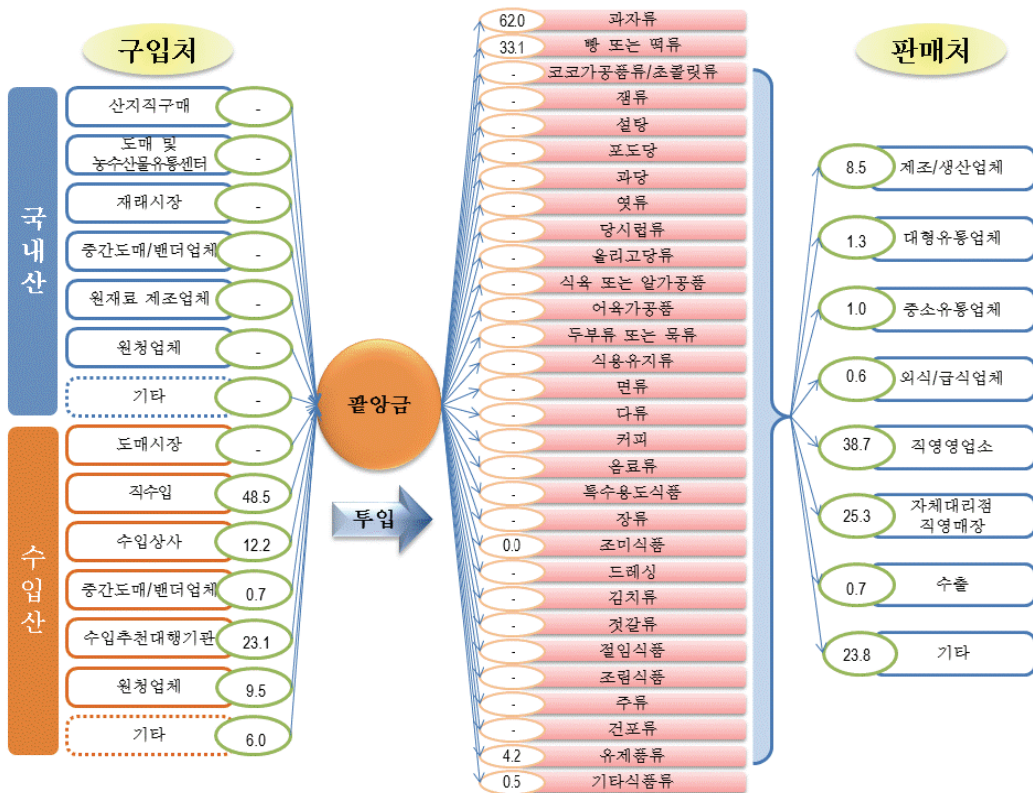 구입처
국내산
산지직구매
-
도매 및
농수산물유통센터
-
재래시장
-
중간도매/밴더업체
-
원재료 제조업체
-
원청업체
-
기타
-
수입산
도매시장
-
직수입
48.5
수입상사
12.2
중간도매/밴더업체
0.7
수입추천대행기관
23.1
원청업체
9.5
기타
6.0
팥앙금
투입
62.0 과자류
33.1 빵 또는 떡류
- 코코가공품류/초콜릿류
- 잼류
- 설탕
- 포도당
- 과당
- 엿류
- 당시럽류
- 올리고당류
- 식육 또는 알가공품
- 어육가공품
- 두부류 또는 묵류
- 식용유지류
- 면류
- 다류
- 커피
- 음료류
- 특수용도식품
- 장류
0.0 조미식품
- 드레싱
- 김치류
- 젓갈류
- 절임식품
- 조림식품
- 주류
- 건포류
4.2 유제품류
0.5 기타식품류
판매처
8.5 제조/생산업체
1.3 대형유통업체
1.0 중소유통업체
0.6 외식/급식업체
38.7 직영영업소
25.3 자체대리점
직영매장
0.7 수출
23.8 기타